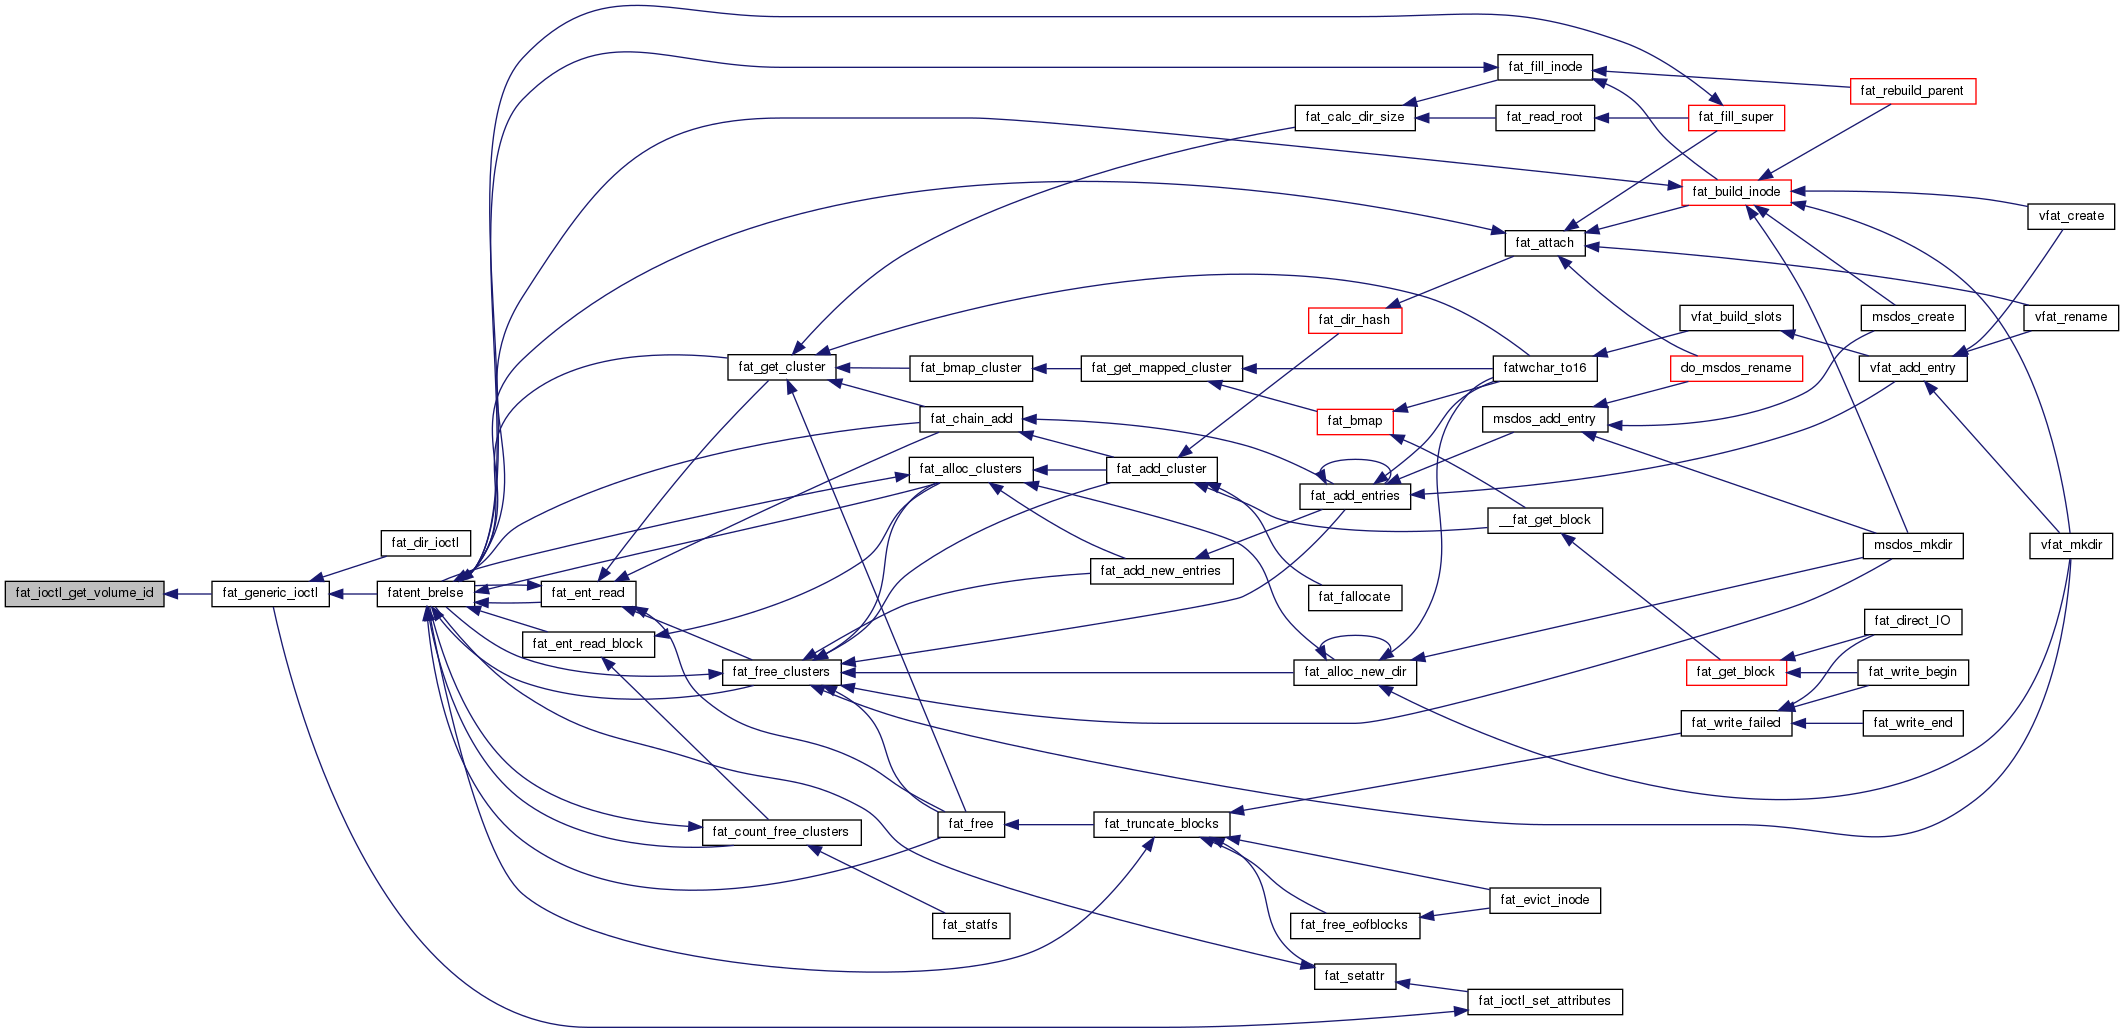 fat_ioctl_get_volume_id
fat_generic_ioctl
fat_dir_ioctl
fatent_brelse
fat_ent_read
fat_ent_read_block
fat_get_cluster
fat_free_clusters
fat_count_free_clusters
fat_bmap_cluster
fat_chain_add
fat_alloc_clusters
fat_free
fat_statfs
fat_get_mapped_cluster
fat_add_cluster
fat_add_new_entries
fat_truncate_blocks
fat_calc_dir_size
fat_dir_hash
fat_bmap
fat_add_entries
fat_fallocate
fat_alloc_new_dir
fat_free_eofblocks
fat_setattr
fat_fill_inode
fat_read_root
fat_attach
fatwchar_to16
msdos_add_entry
__fat_get_block
fat_evict_inode
fat_ioctl_set_attributes
fat_fill_super
fat_build_inode
vfat_build_slots
do_msdos_rename
fat_get_block
fat_write_failed
fat_rebuild_parent
msdos_create
vfat_add_entry
msdos_mkdir
fat_direct_IO
fat_write_begin
fat_write_end
vfat_create
vfat_rename
vfat_mkdir